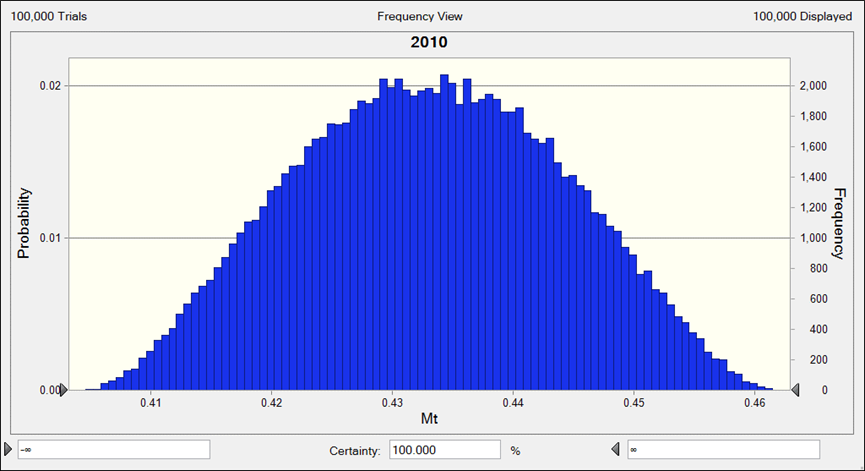 100,000 Trials Frequency View 100,000 Displayed
2010
0.02 2,000
1,800
1,600
1,400
1,200
0.01 1,000
800
600
400
200
0.00 0
Probability
Frequency
0.41 0.42 0.43 0.44 0.45 0.46
Mt
-∞ Certainty: 100.000 % ∞